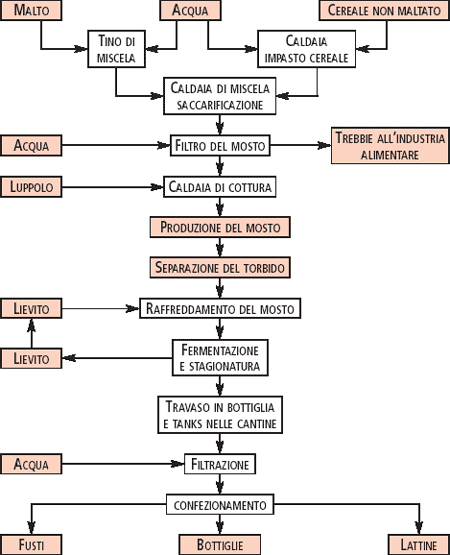 MALTO
ACQUA
CEREALE NON MALTATO
TINO DI
MISCELA
CALDAIA
IMPASTO CEREALE
CALDAIA DI MISCELA
SACCARIFICAZIONE
ACQUA
FILTRO DEL MOSTO
TREBBIE ALL'INDUSTRIA
ALIMENTARE
LUPPOLO
CALDAIA DI COTTURA
PRODUZIONE DEL MOSTO
SEPARAZIONE DEL TORBIDO
LIEVITO
RAFFREDDAMENTO DEL MOSTO
LIEVITO
FERMENTAZIONE
E STAGIONATURA
TRAVASO IN BOTTIGLIA
E TANKS NELLE CANTINE
ACQUA
FILTRAZIONE
CONFEZIONAMENTO
FUSTI
BOTTIGLIE
LATTINE